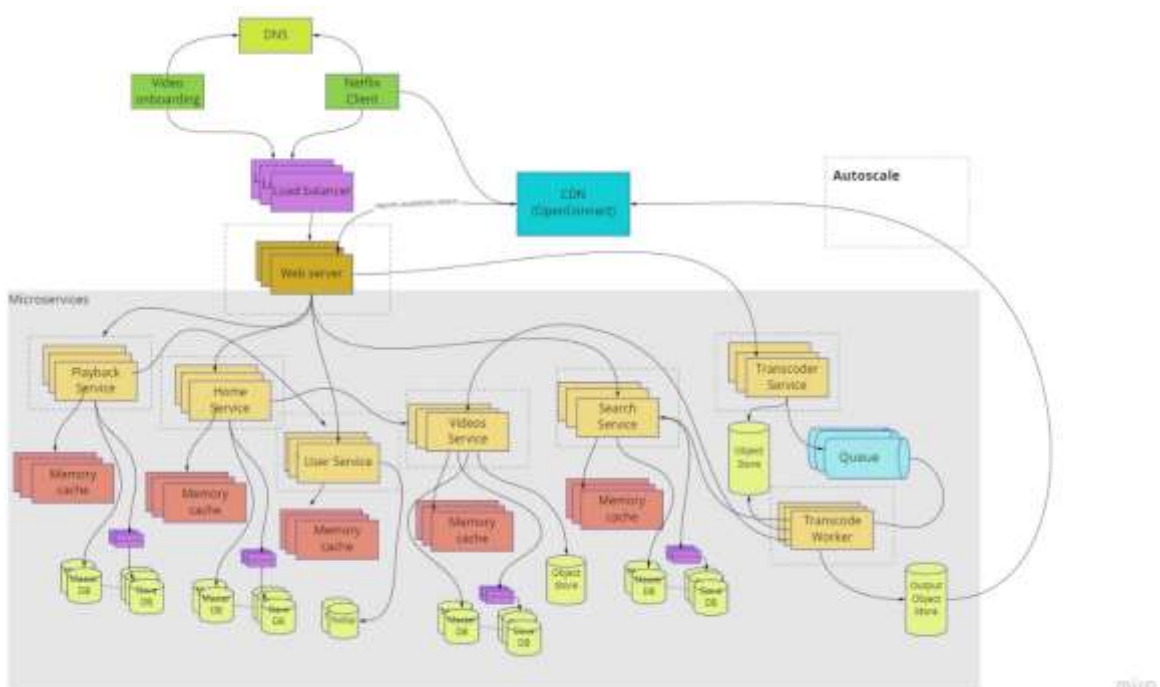 DNS
Video
onboarding
Netflix
Client
Load balancer
CDN
(OpenConnect)
Autoscale
Web server
Microservices
Playback
Service
Home
Service
User Service
Videos
Service
Search
Service
Transcoder
Service
Object
Store
Queue
Transcode
Worker
Memory
cache
Memory
cache
Memory
cache
Memory
cache
Memory
cache
Master
DB
Slave
DB
Master
DB
Slave
DB
Master
DB
Slave
DB
Object
store
Master
DB
Slave
DB
Output
Object
store
miro